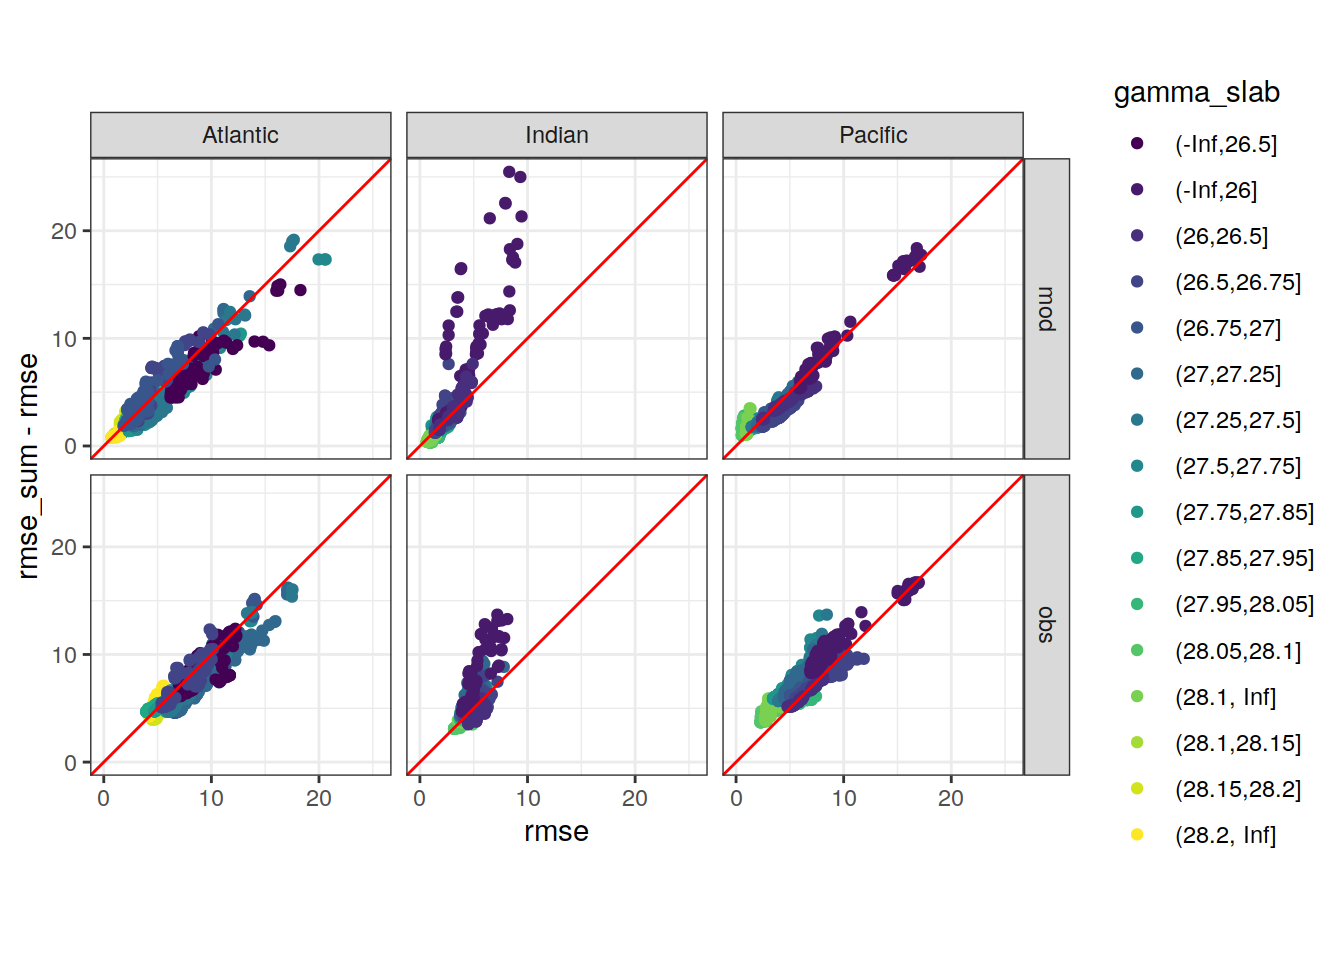 Atlantic
Indian
Pacific
mod
obs
rmse_sum - rmse
20
10
0
20
10
0
0 10 20
0 10 20
0 10 20
rmse
gamma_slab
(-Inf,26.5]
(-Inf,26]
(26,26.5]
(26.5,26.75]
(26.75,27]
(27,27.25]
(27.25,27.5]
(27.5,27.75]
(27.75,27.85]
(27.85,27.95]
(27.95,28.05]
(28.05,28.1]
(28.1, Inf]
(28.1,28.15]
(28.15,28.2]
(28.2, Inf]